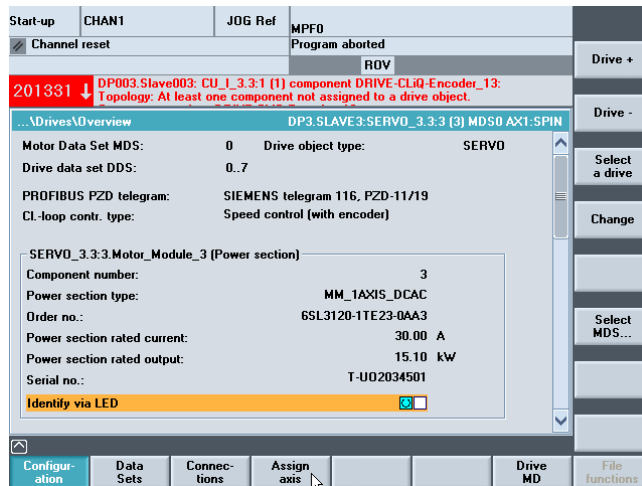 Start-up
CHAN1
JOG Ref
MPF0
Channel reset
Program aborted
ROV
201331
DP003.Slave003: CU_I_3.3:1 (1) component DRIVE-CLiQ-Encoder_13:
Topology: At least one component not assigned to a drive object.
...\Drives\Overview
DP3.SLAVE3:SERVO_3.3:3 (3) MDS0 AX1:SPIN
Motor Data Set MDS: 0 Drive object type: SERVO
Drive data set DDS: 0..7
PROFIBUS PZD telegram: SIEMENS telegram 116, PZD-11/19
Cl.-loop contr. type: Speed control (with encoder)
SERVO_3.3:3.Motor_Module_3 (Power section)
Component number: 3
Power section type: MM_1AXIS_DCAC
Order no.: 6SL3120-1TE23-0AA3
Power section rated current: 30.00 A
Power section rated output: 15.10 kW
Serial no.: T-U02034501
Identify via LED
Drive +
Drive -
Select
a drive
Change
Select
MDS...
Configur-
ation
Data
Sets
Connec-
tions
Assign
axis
Drive
MD
File
functions